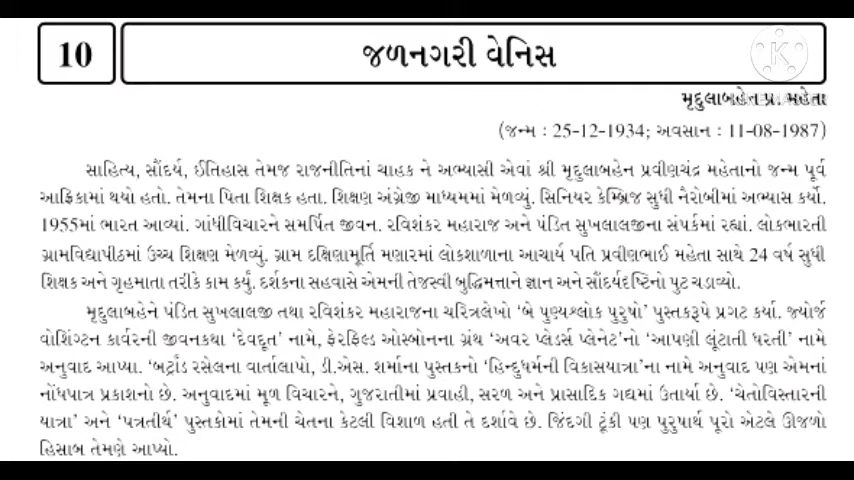 10
જળનગરી વેનિસ
મૃદુલાબહેન પ્ર. મહેતા
(જન્મ : 25-12-1934; અવસાન : 11-08-1987)
સાહિત્ય, સૌંદર્ય, ઈતિહાસ તેમજ રાજનીતિનાં ચાહક ને અભ્યાસી એવાં શ્રી મૃદુલાબહેન પ્રવીણચંદ્ર મહેતાનો જન્મ પૂર્વ
આફ્રિકામાં થયો હતો. તેમના પિતા શિક્ષક હતા. શિક્ષણ અંગ્રેજી માધ્યમમાં મેળવ્યું. સિનિયર કેમ્બ્રિજ સુધી નૈરોબીમાં અભ્યાસ કર્યો.
1955માં ભારત આવ્યાં. ગાંધીવિચારને સમર્પિત જીવન. રવિશંકર મહારાજ અને પંડિત સુખલાલજીના સંપર્કમાં રહ્યાં. લોકભારતી
ગ્રામવિદ્યાપીઠમાં ઉચ્ચ શિક્ષણ મેળવ્યું. ગ્રામ દક્ષિણામૂર્તિ મણારમાં લોકશાળાના આચાર્ય પતિ પ્રવીણભાઈ મહેતા સાથે 24 વર્ષ સુધી
શિક્ષક અને ગૃહમાતા તરીકે કામ કર્યું. દર્શકના સહવાસે એમની તેજસ્વી બુદ્ધિમત્તાને જ્ઞાન અને સૌંદર્યદૃષ્ટિનો પુટ ચડાવ્યો.
મૃદુલાબહેને પંડિત સુખલાલજી તથા રવિશંકર મહારાજના ચરિત્રલેખો ‘બે પુણ્યશ્લોક પુરુષો’ પુસ્તકરૂપે પ્રગટ કર્યા. જ્યોર્જ
વોશિંગ્ટન કાર્વરની જીવનકથા ‘દેવદૂત’ નામે, ફેરફિલ્ડ ઓસ્બોનના ગ્રંથ ‘અવર પ્લેડર્સ પ્લેનેટ’નો ‘આપણી લૂંટાતી ધરતી’ નામે
અનુવાદ આપ્યા. ‘બર્ટ્રાંડ રસેલના વાર્તાલાપો, ડી.એસ. શર્માના પુસ્તકનો ‘હિન્દુધર્મની વિકાસયાત્રા’ના નામે અનુવાદ પણ એમનાં
નોંધપાત્ર પ્રકાશનો છે. અનુવાદમાં મૂળ વિચારને, ગુજરાતીમાં પ્રવાહી, સરળ અને પ્રાસાદિક ગદ્યમાં ઉતાર્યા છે. ‘ચેતોવિસ્તારની
યાત્રા’ અને ‘પત્રતીર્થ’ પુસ્તકોમાં તેમની ચેતના કેટલી વિશાળ હતી તે દર્શાવે છે. જિંદગી ટૂંકી પણ પુરુષાર્થ પૂરો એટલે ઊજળો
હિસાબ તેમણે આપ્યો.